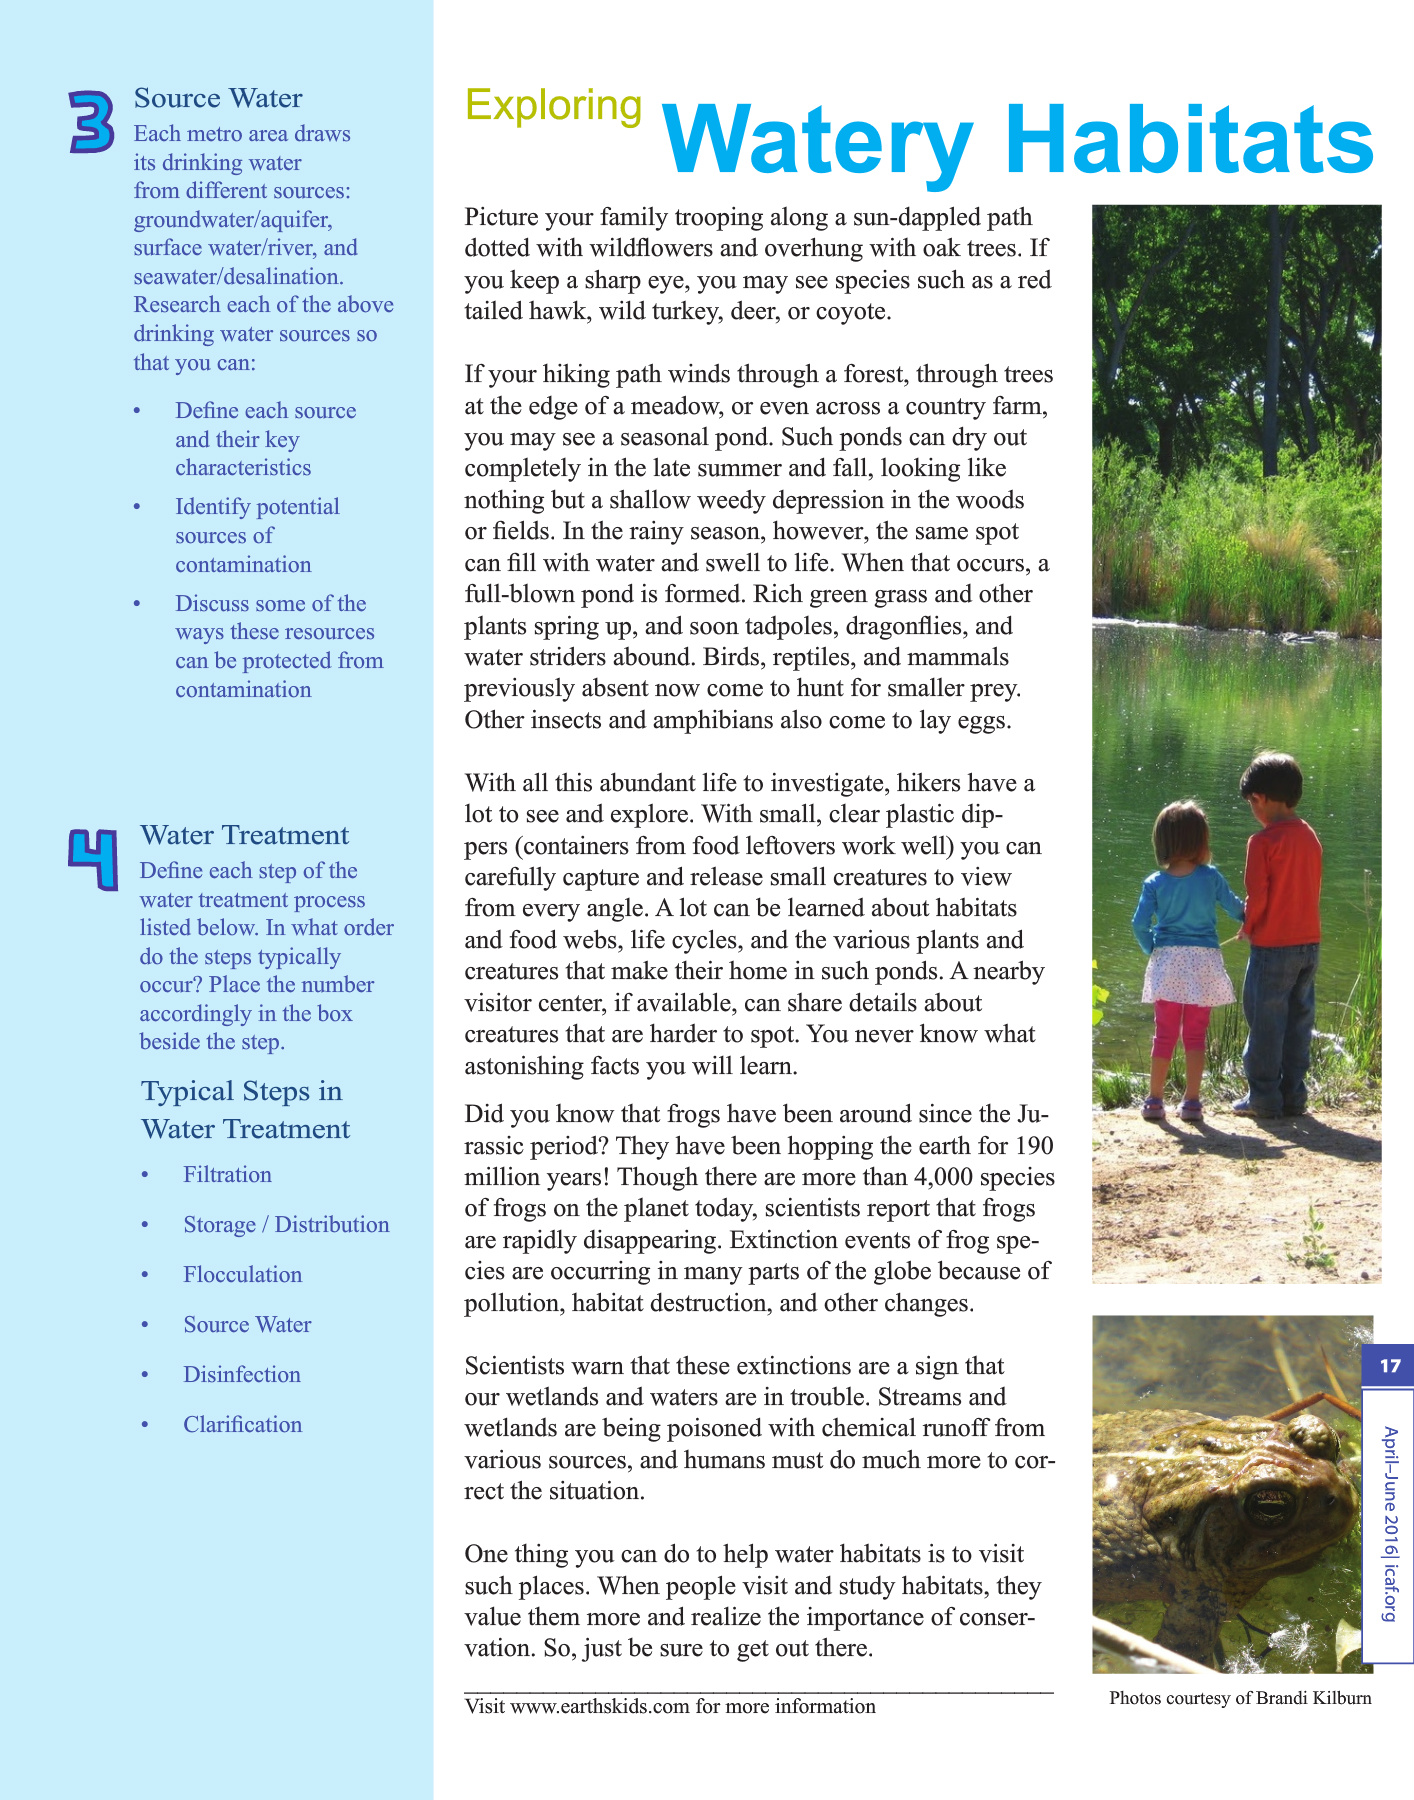 3
Source Water
Each metro area draws
its drinking water
from different sources:
groundwater/aquifer,
surface water/river, and
seawater/desalination.
Research each of the above
drinking water sources so
that you can:
• Define each source
and their key
characteristics
• Identify potential
sources of
contamination
• Discuss some of the
ways these resources
can be protected from
contamination
4
Water Treatment
Define each step of the
water treatment process
listed below. In what order
do the steps typically
occur? Place the number
accordingly in the box
beside the step.
Typical Steps in
Water Treatment
• Filtration
• Storage / Distribution
• Flocculation
• Source Water
• Disinfection
• Clarification
Exploring Watery Habitats
Picture your family trooping along a sun-dappled path
dotted with wildflowers and overhung with oak trees. If
you keep a sharp eye, you may see species such as a red
tailed hawk, wild turkey, deer, or coyote.
If your hiking path winds through a forest, through trees
at the edge of a meadow, or even across a country farm,
you may see a seasonal pond. Such ponds can dry out
completely in the late summer and fall, looking like
nothing but a shallow weedy depression in the woods
or fields. In the rainy season, however, the same spot
can fill with water and swell to life. When that occurs, a
full-blown pond is formed. Rich green grass and other
plants spring up, and soon tadpoles, dragonflies, and
water striders abound. Birds, reptiles, and mammals
previously absent now come to hunt for smaller prey.
Other insects and amphibians also come to lay eggs.
With all this abundant life to investigate, hikers have a
lot to see and explore. With small, clear plastic dip-
pers (containers from food leftovers work well) you can
carefully capture and release small creatures to view
from every angle. A lot can be learned about habitats
and food webs, life cycles, and the various plants and
creatures that make their home in such ponds. A nearby
visitor center, if available, can share details about
creatures that are harder to spot. You never know what
astonishing facts you will learn.
Did you know that frogs have been around since the Ju-
rassic period? They have been hopping the earth for 190
million years! Though there are more than 4,000 species
of frogs on the planet today, scientists report that frogs
are rapidly disappearing. Extinction events of frog spe-
cies are occurring in many parts of the globe because of
pollution, habitat destruction, and other changes.
Scientists warn that these extinctions are a sign that
our wetlands and waters are in trouble. Streams and
wetlands are being poisoned with chemical runoff from
various sources, and humans must do much more to cor-
rect the situation.
One thing you can do to help water habitats is to visit
such places. When people visit and study habitats, they
value them more and realize the importance of conser-
vation. So, just be sure to get out there.
Visit www.earthskids.com for more information
Photos courtesy of Brandi Kilburn
17
April–June 2016| icaf.org